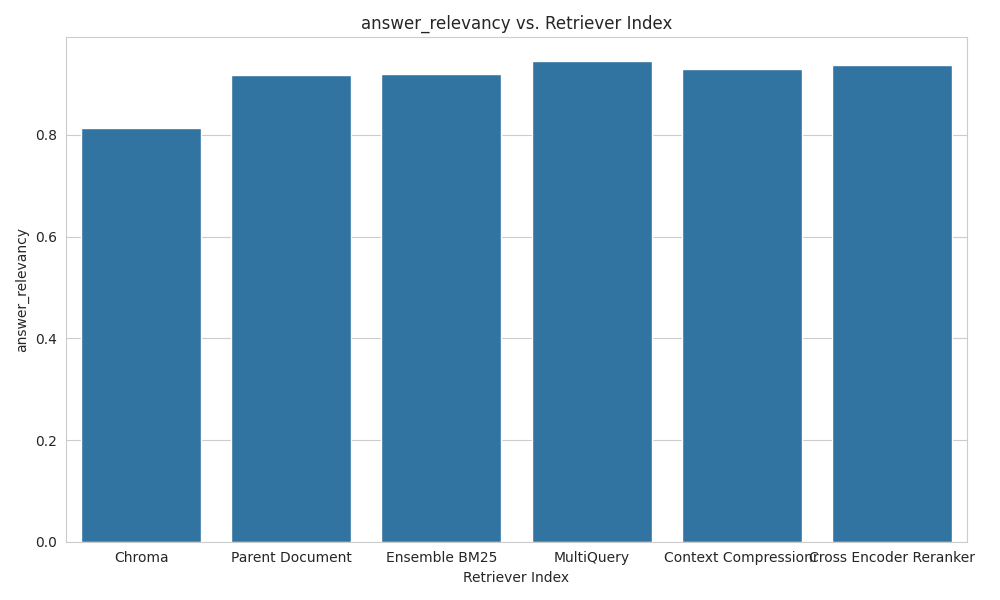 answer_relevancy vs. Retriever Index
answer_relevancy
0.8
0.6
0.4
0.2
0.0
Chroma
Parent Document
Ensemble BM25
MultiQuery
Context Compression
Cross Encoder Reranker
Retriever Index